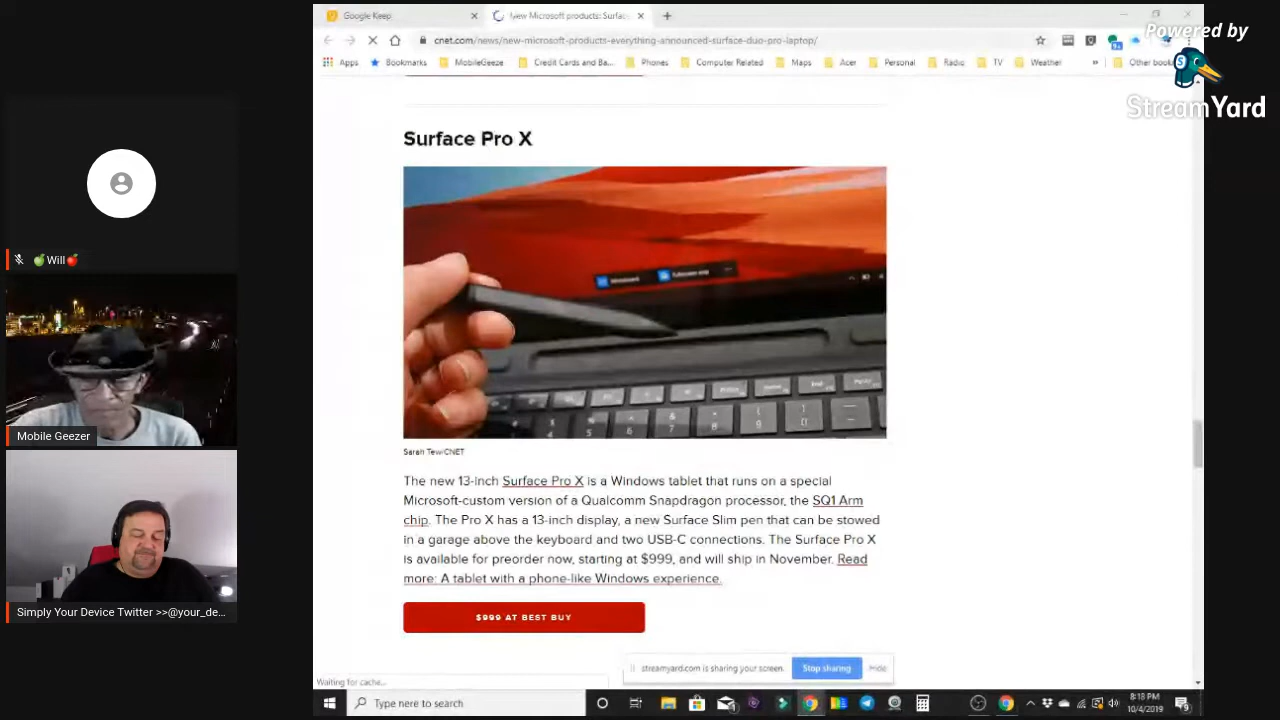 Google Keep
New Microsoft products: Surfac
Powered by
StreamYard
cnet.com/news/new-microsoft-products-everything-announced-surface-duo-pro-laptop/
Apps Bookmarks MobileGeeze Credit Cards and Ba... Phones Computer Related Maps Acer Personal Radio TV Weather » Other book
Surface Pro X
Sarah Tew/CNET
The new 13-inch Surface Pro X is a Windows tablet that runs on a special
Microsoft-custom version of a Qualcomm Snapdragon processor, the SQ1 Arm
chip. The Pro X has a 13-inch display, a new Surface Slim pen that can be stowed
in a garage above the keyboard and two USB-C connections. The Surface Pro X
is available for preorder now, starting at $999, and will ship in November. Read
more: A tablet with a phone-like Windows experience.
$999 AT BEST BUY
streamyard.com is sharing your screen. Stop sharing Hide
Waiting for cache...
Type here to search
8:18 PM
10/4/2019
🍏Will🍎
Mobile Geezer
Simply Your Device Twitter >>@your_de...